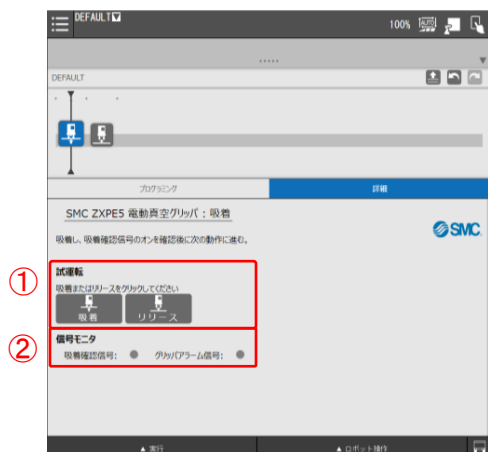 DEFAULT
100% AUTO
DEFAULT
プログラミング 詳細
SMC ZXPE5 電動真空グリッパ：吸着
SMC
吸着し、吸着確認信号のオンを確認後に次の動作に進む。
① 試運転
吸着またはリリースをクリックしてください
吸着 リリース
② 信号モニタ
吸着確認信号： グリッパアラーム信号：
▲ 実行 ▲ ロボット操作